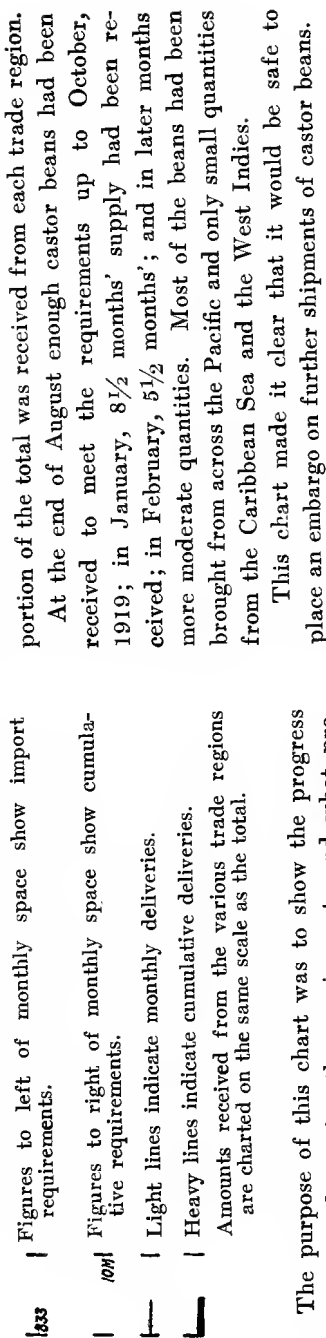 833 Figures to left of monthly space show import
requirements.
10M Figures to right of monthly space show cumula-
tive requirements.
Light lines indicate monthly deliveries.
Heavy lines indicate cumulative deliveries.
Amounts received from the various trade regions
are charted on the same scale as the total.
The purpose of this chart was to show the progress
portion of the total was received from each trade region.
At the end of August enough castor beans had been
received to meet the requirements up to October,
1919; in January, 8½ months' supply had been re-
ceived; in February, 5½ months'; and in later months
more moderate quantities. Most of the beans had been
brought from across the Pacific and only small quantities
from the Caribbean Sea and the West Indies.
This chart made it clear that it would be safe to
place an embargo on further shipments of castor beans.